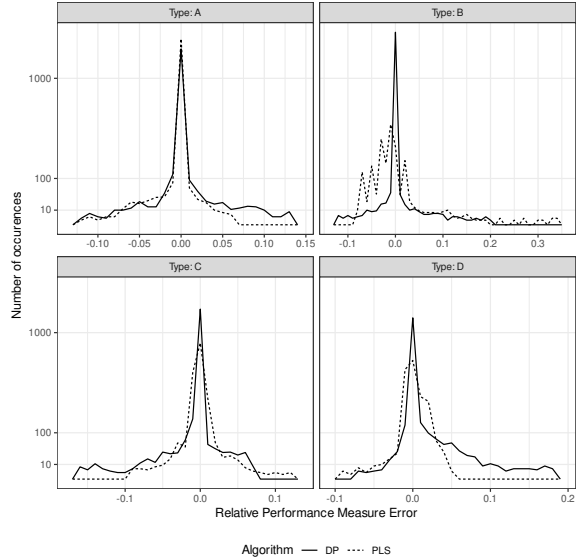 Type: A
Type: B
1000
100
10
-0.10
-0.05
0.00
0.05
0.10
0.15
-0.1
0.0
0.1
0.2
0.3
Number of occurences
Type: C
Type: D
1000
100
10
-0.1
0.0
0.1
-0.1
0.0
0.1
0.2
Relative Performance Measure Error
Algorithm
DP
PLS